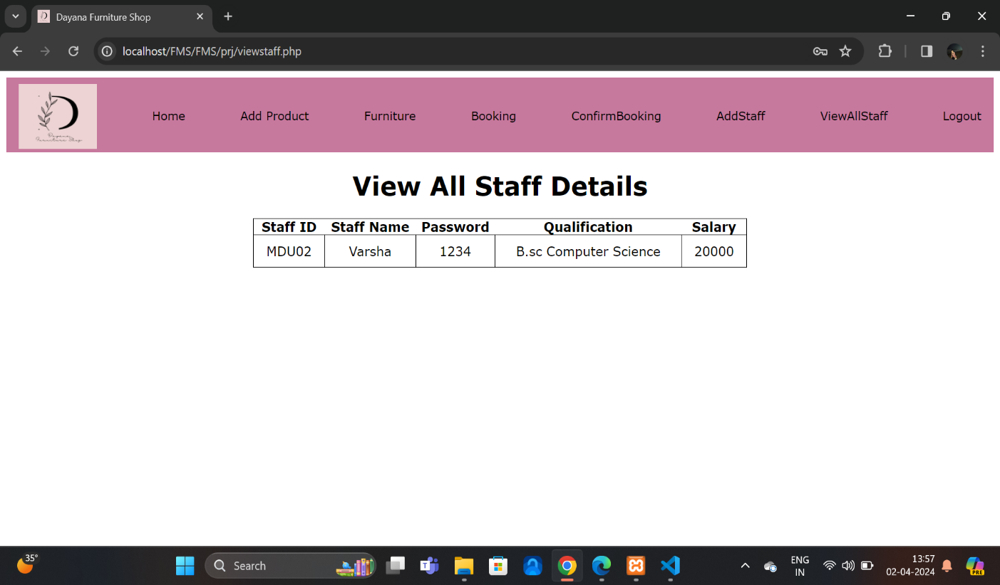 Dayana Furniture Shop
localhost/FMS/FMS/prj/viewstaff.php
D
Dayana
Furniture Shop
Home Add Product Furniture Booking ConfirmBooking AddStaff ViewAllStaff Logout
View All Staff Details
Staff ID Staff Name Password Qualification Salary
MDU02 Varsha 1234 B.sc Computer Science 20000
35°
Search
T
ENG
IN
13:57
02-04-2024
PRE